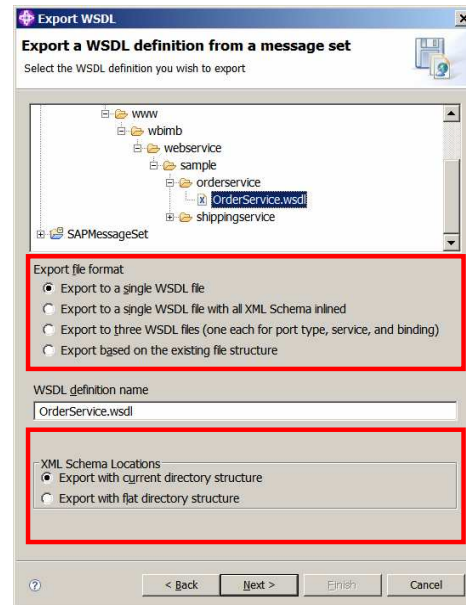 Export WSDL
Export a WSDL definition from a message set
Select the WSDL definition you wish to export
www
wbimb
webservice
sample
orderservice
OrderService.wsdl
shippingservice
SAPMessageSet
Export file format
Export to a single WSDL file
Export to a single WSDL file with all XML Schema inlined
Export to three WSDL files (one each for port type, service, and binding)
Export based on the existing file structure
WSDL definition name
OrderService.wsdl
XML Schema Locations
Export with current directory structure
Export with flat directory structure
< Back Next > Finish Cancel